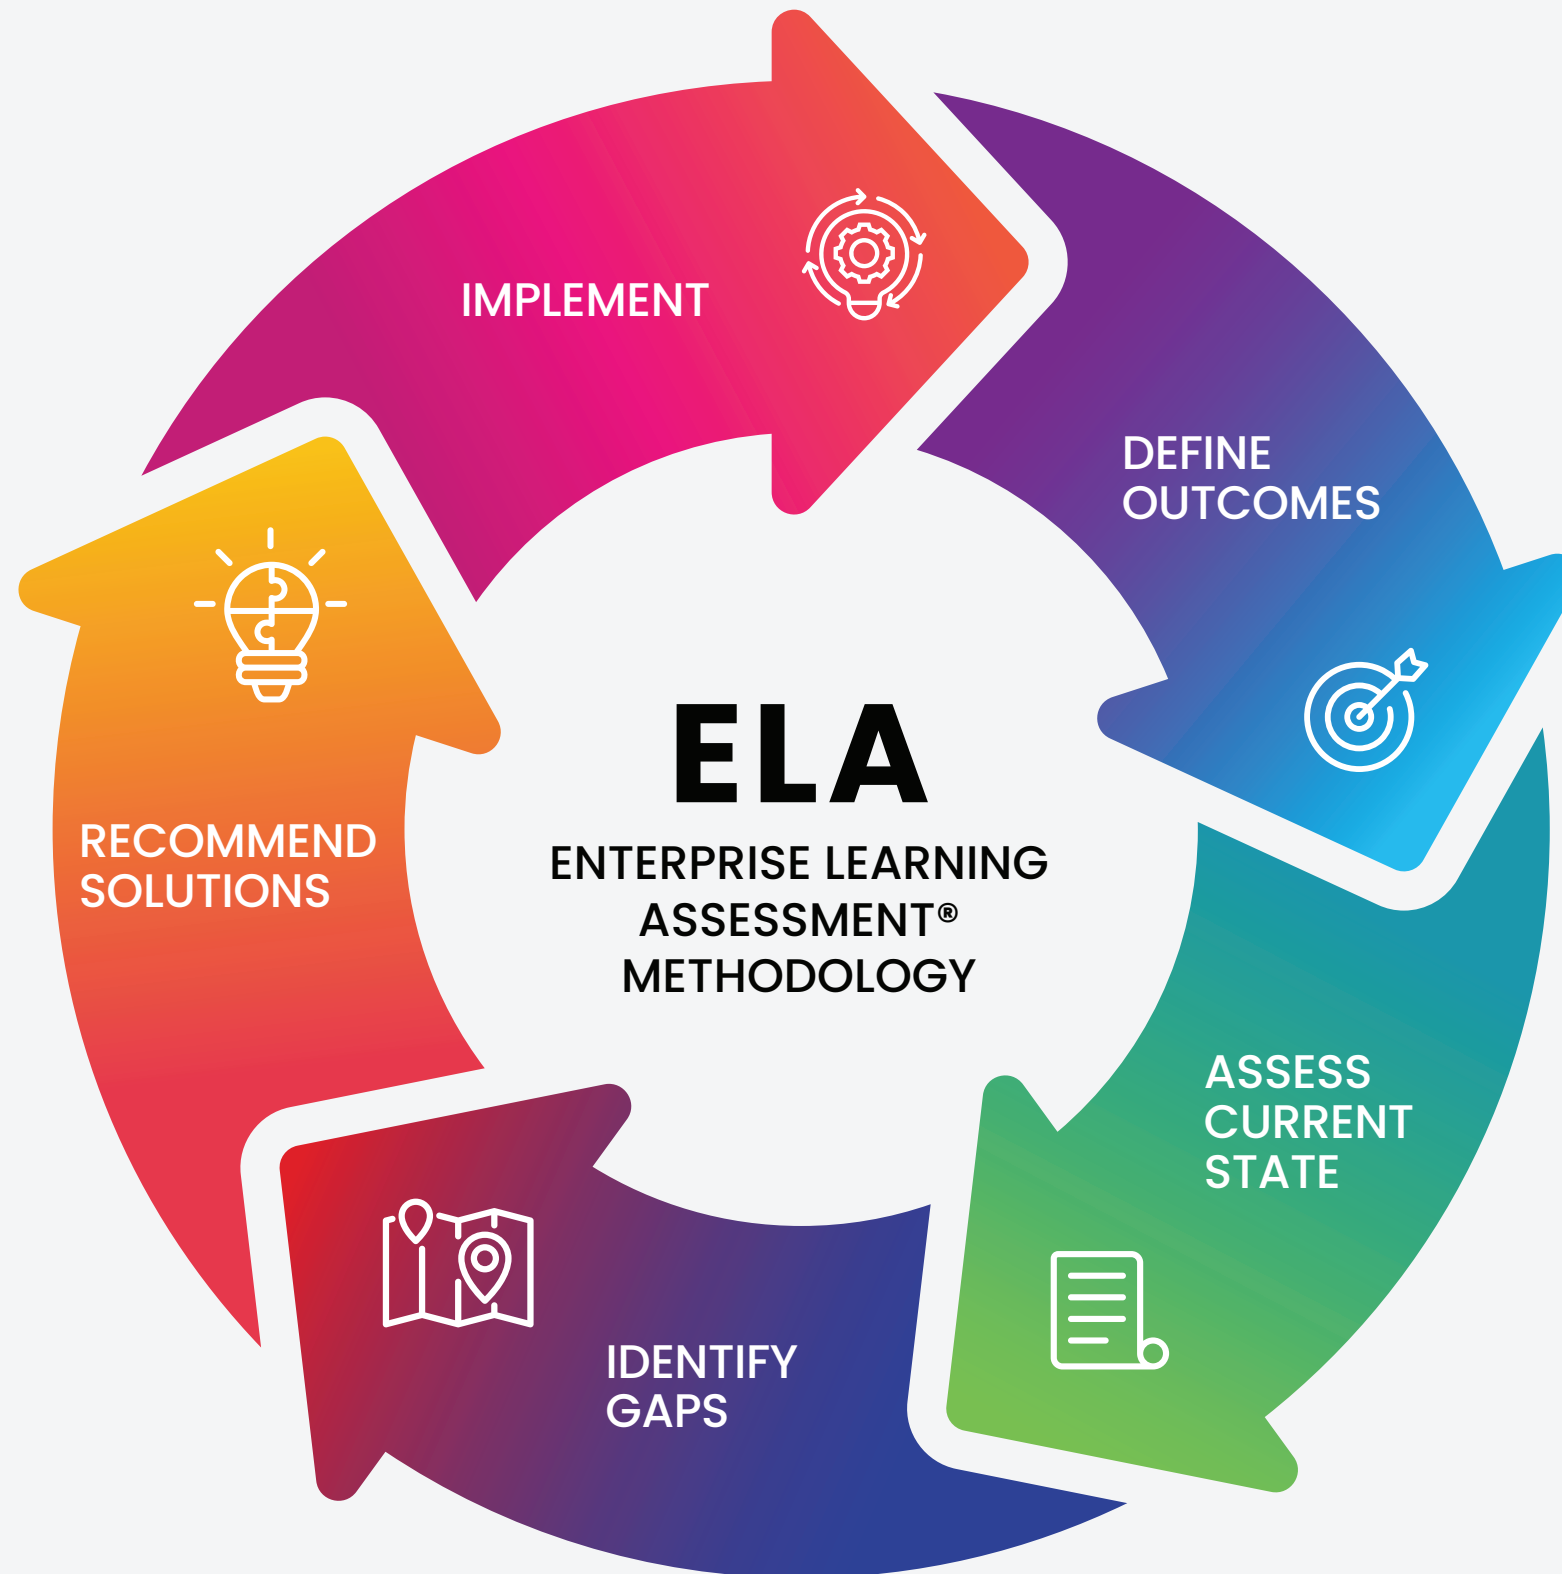 IMPLEMENT
DEFINE
OUTCOMES
ELA
ENTERPRISE LEARNING
ASSESSMENT®
METHODOLOGY
RECOMMEND
SOLUTIONS
ASSESS
CURRENT
STATE
IDENTIFY
GAPS